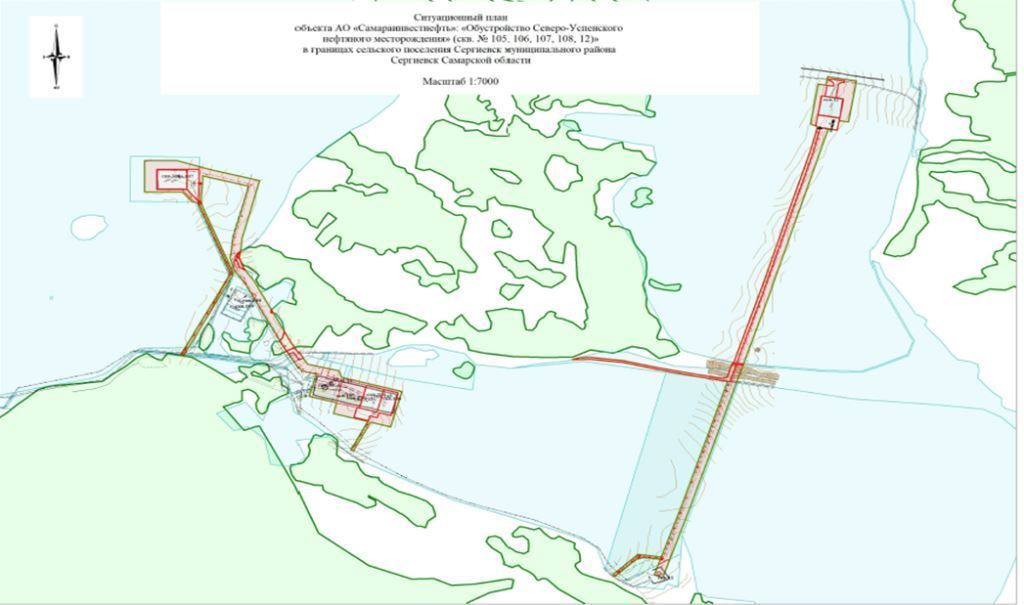 Ситуационный план
объекта АО «Самараинвестнефть»: «Обустройство Северо-Успенского
нефтяного месторождения» (скв. № 105, 106, 107, 108, 12)»
в границах сельского поселения Сергиевск муниципального района
Сергиевск Самарской области
Масштаб 1:7000